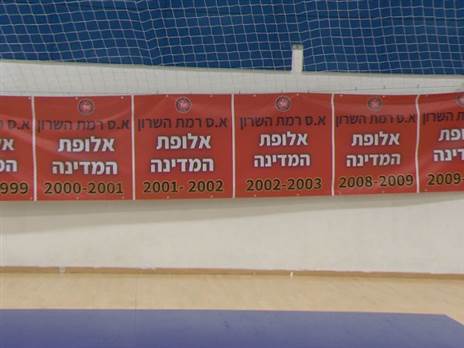 א.ס רמת השרון
אלופת
המדינה
2000-2001
א.ס רמת השרון
אלופת
המדינה
2001-2002
א.ס רמת השרון
אלופת
המדינה
2002-2003
א.ס רמת השרון
אלופת
המדינה
2008-2009